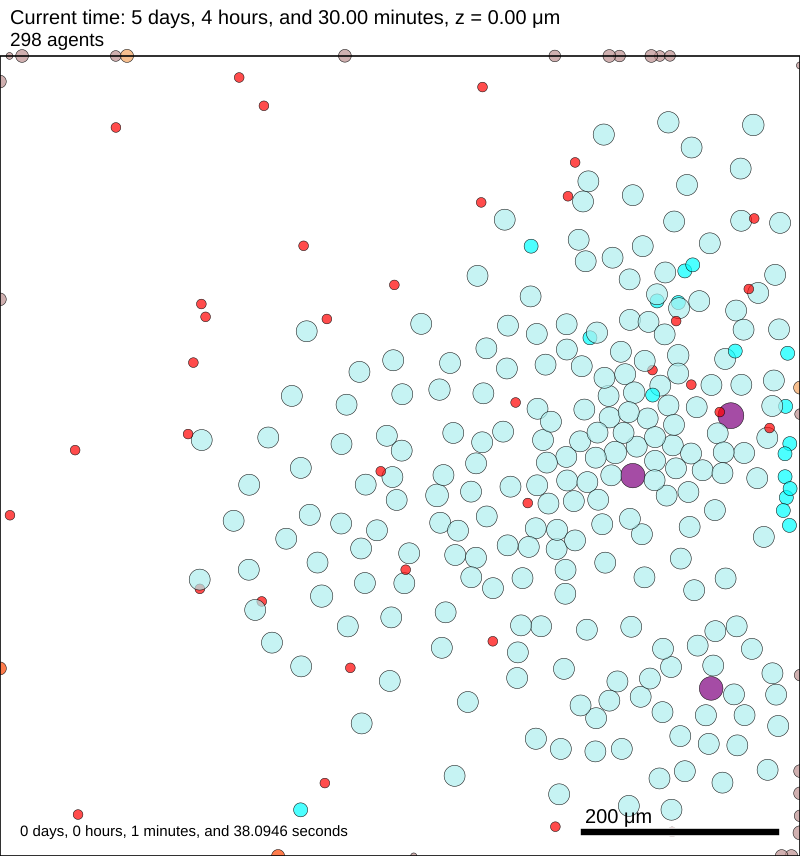 Current time: 5 days, 4 hours, and 30.00 minutes, z = 0.00 μm
298 agents
200 μm
0 days, 0 hours, 1 minutes, and 38.0946 seconds